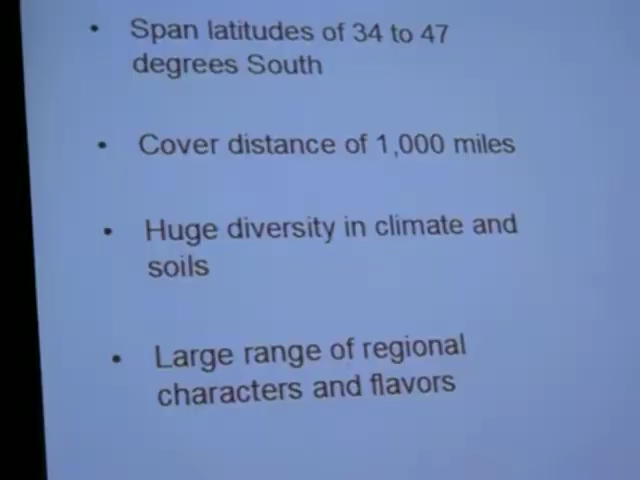 • Span latitudes of 34 to 47
degrees South
• Cover distance of 1,000 miles
• Huge diversity in climate and
soils
• Large range of regional
characters and flavors